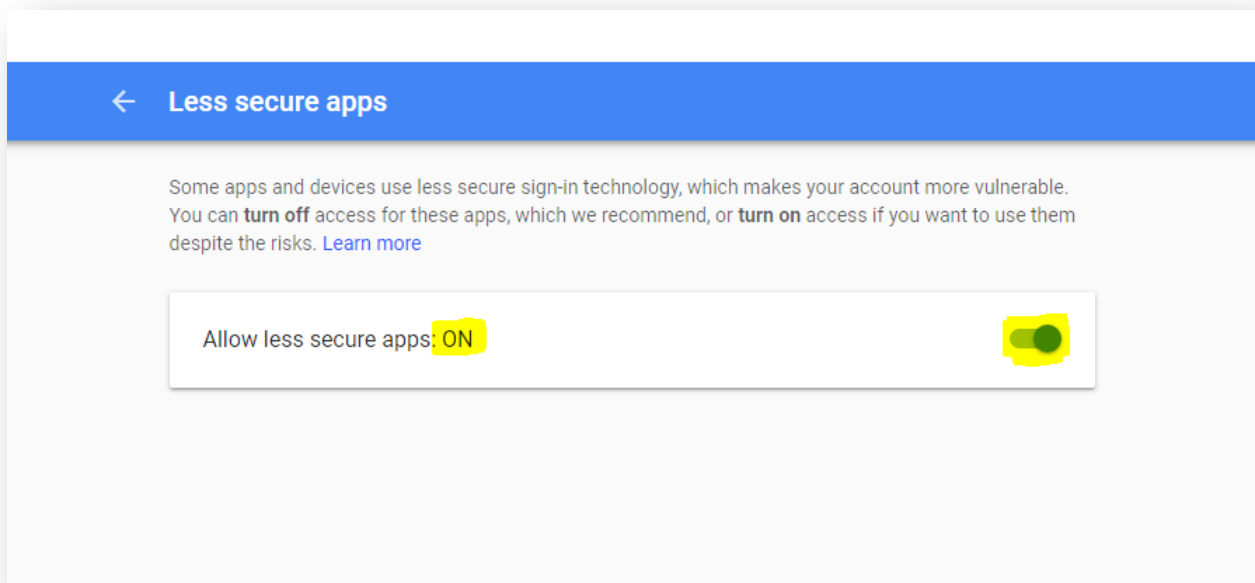 Less secure apps
Some apps and devices use less secure sign-in technology, which makes your account more vulnerable.
You can turn off access for these apps, which we recommend, or turn on access if you want to use them
despite the risks. Learn more
Allow less secure apps: ON